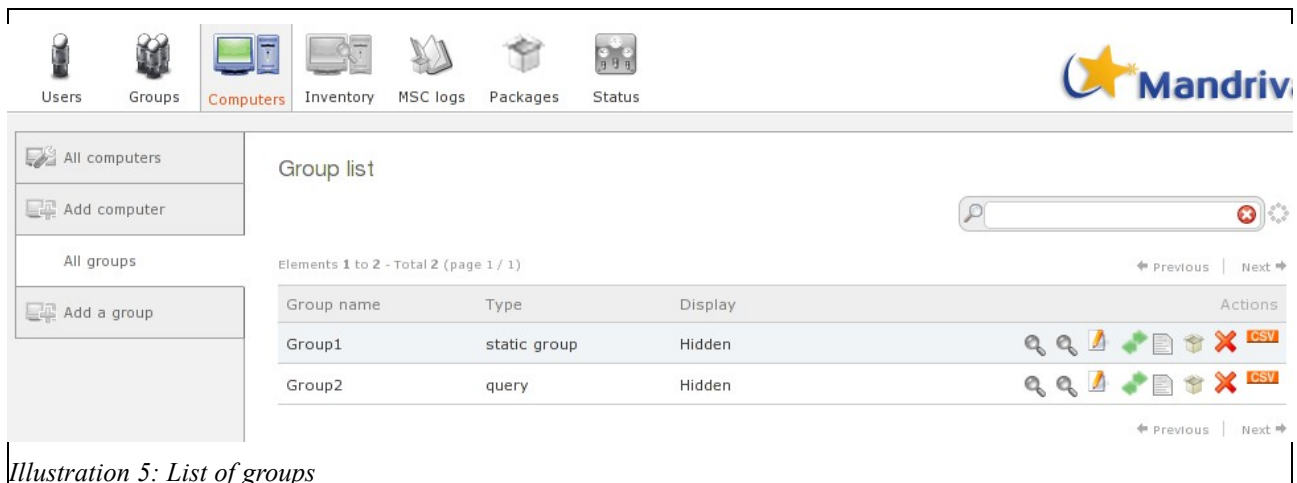 Users Groups Computers Inventory MSC logs Packages Status
Mandriva
All computers
Add computer
All groups
Add a group
Group list
Elements 1 to 2 - Total 2 (page 1 / 1)
Previous | Next
Group name Type Display Actions
Group1 static group Hidden CSV
Group2 query Hidden CSV
Previous | Next
Illustration 5: List of groups